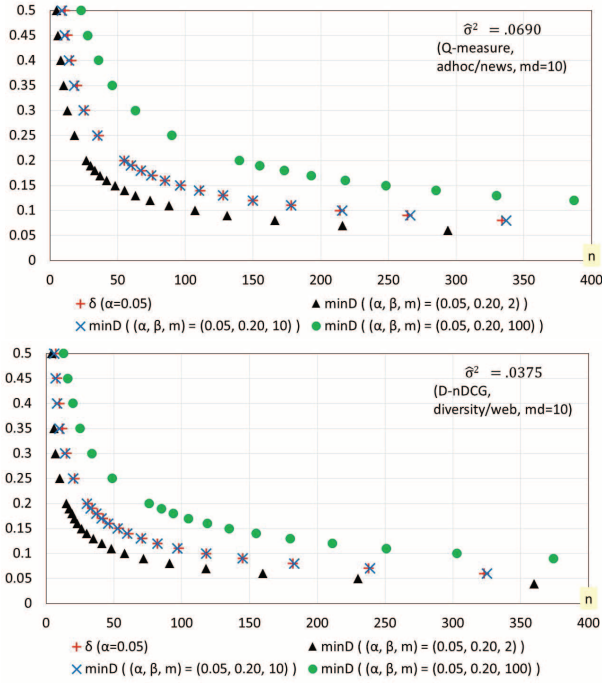 0.5
0.45
0.4
0.35
0.3
0.25
0.2
0.15
0.1
0.05
0
0 50 100 150 200 250 300 350 400
σ̂² = .0690
(Q-measure,
adhoc/news, md=10)
n
δ (α=0.05) minD ( (α, β, m) = (0.05, 0.20, 2) )
minD ( (α, β, m) = (0.05, 0.20, 10) ) minD ( (α, β, m) = (0.05, 0.20, 100) )
0.5
0.45
0.4
0.35
0.3
0.25
0.2
0.15
0.1
0.05
0
0 50 100 150 200 250 300 350 400
σ̂² = .0375
(D-nDCG,
diversity/web, md=10)
n
δ (α=0.05) minD ( (α, β, m) = (0.05, 0.20, 2) )
minD ( (α, β, m) = (0.05, 0.20, 10) ) minD ( (α, β, m) = (0.05, 0.20, 100) )